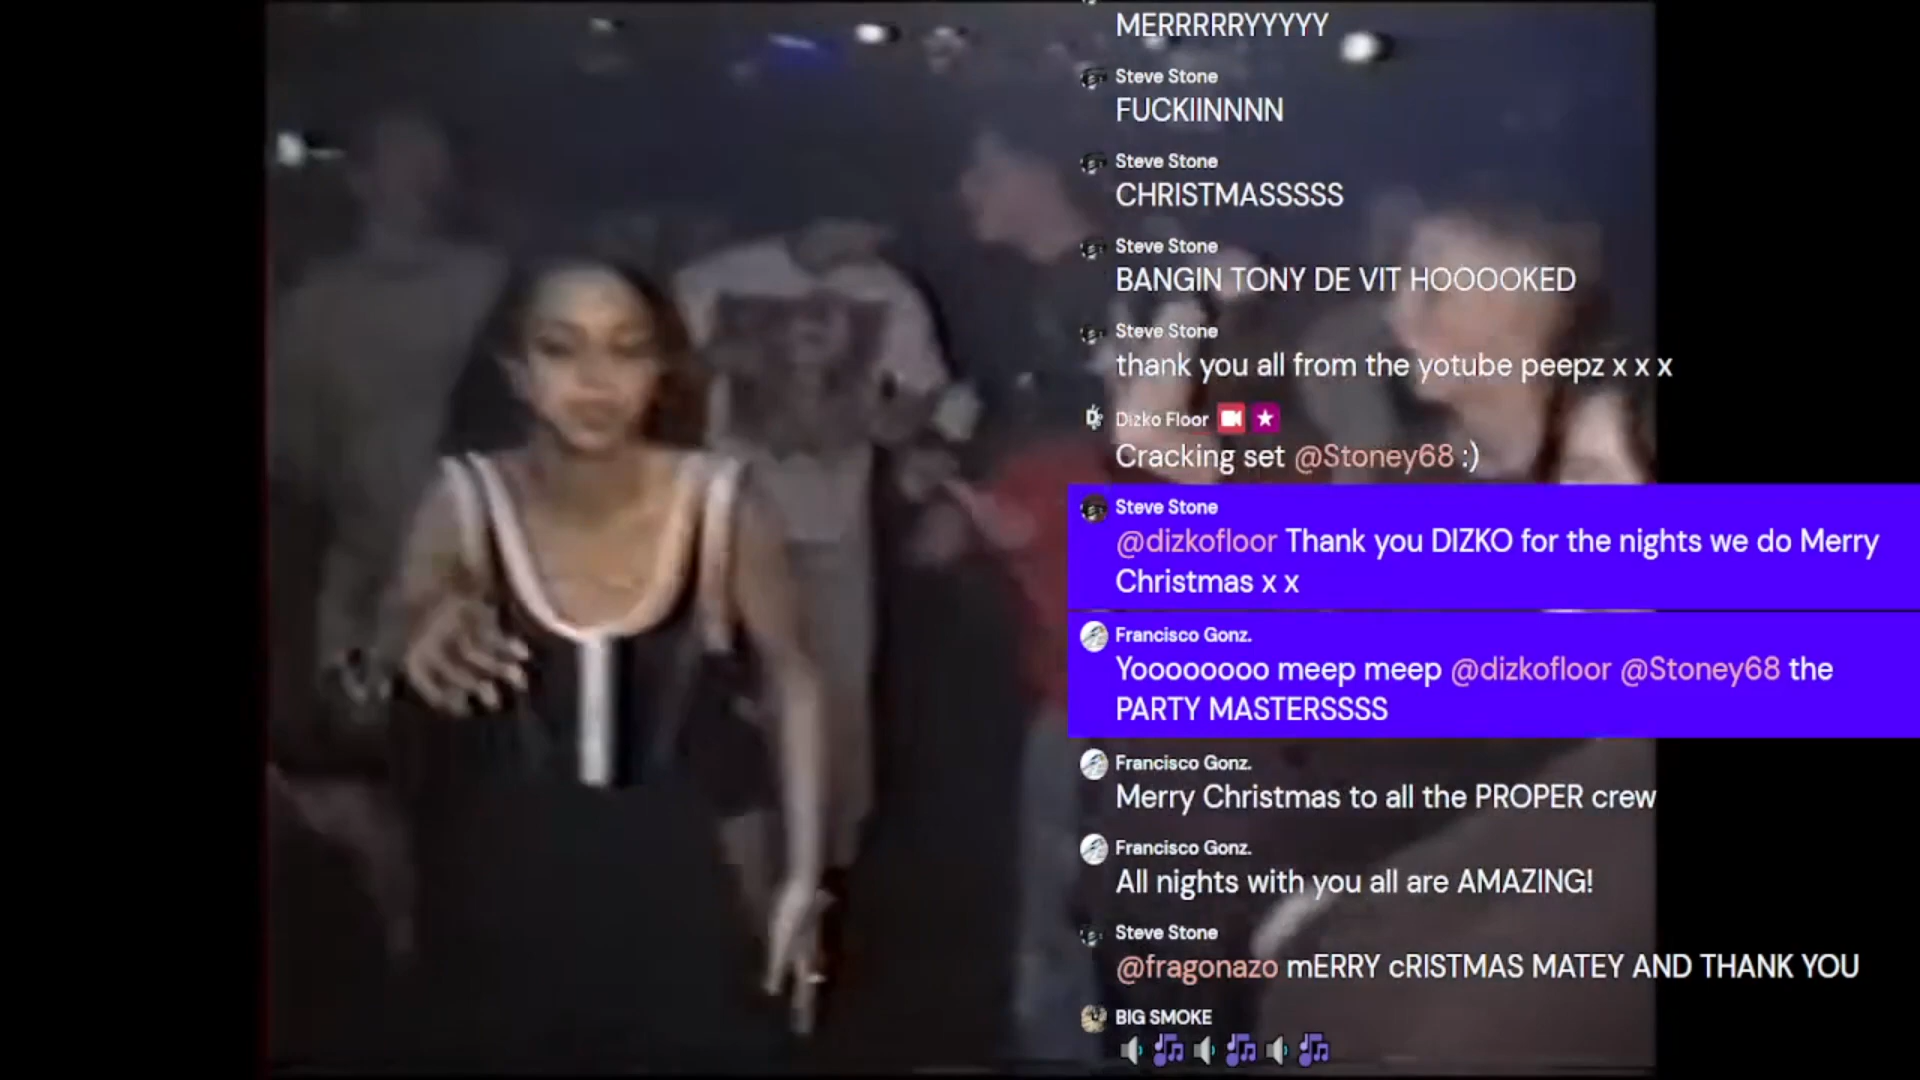 MERRRRRYYYYY
Steve Stone
FUCKIINNNN
Steve Stone
CHRISTMASSSSS
Steve Stone
BANGIN TONY DE VIT HOOOOKED
Steve Stone
thank you all from the yotube peepz x x x
Dizko Floor
Cracking set @Stoney68 :)
Steve Stone
@dizkofloor Thank you DIZKO for the nights we do Merry
Christmas x x
Francisco Gonz.
Yoooooooo meep meep @dizkofloor @Stoney68 the
PARTY MASTERSSSS
Francisco Gonz.
Merry Christmas to all the PROPER crew
Francisco Gonz.
All nights with you all are AMAZING!
Steve Stone
@fragonazo mERRY cRISTMAS MATEY AND THANK YOU
BIG SMOKE
🔈🎶🔈🎶🔈🎶